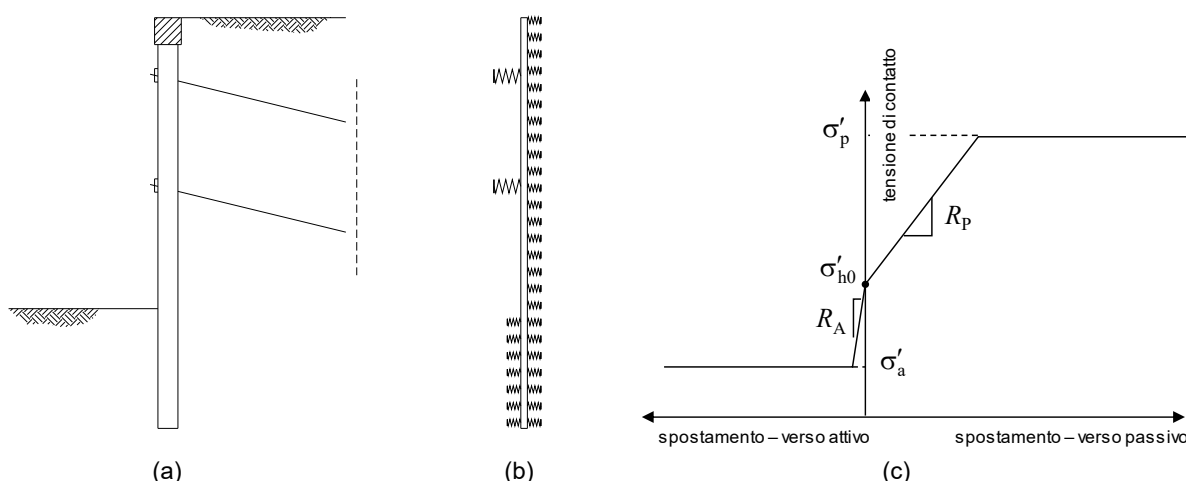 tensione di contatto
σ′p
σ′h0
RP
RA
σ′a
spostamento – verso attivo
spostamento – verso passivo
(a)
(b)
(c)